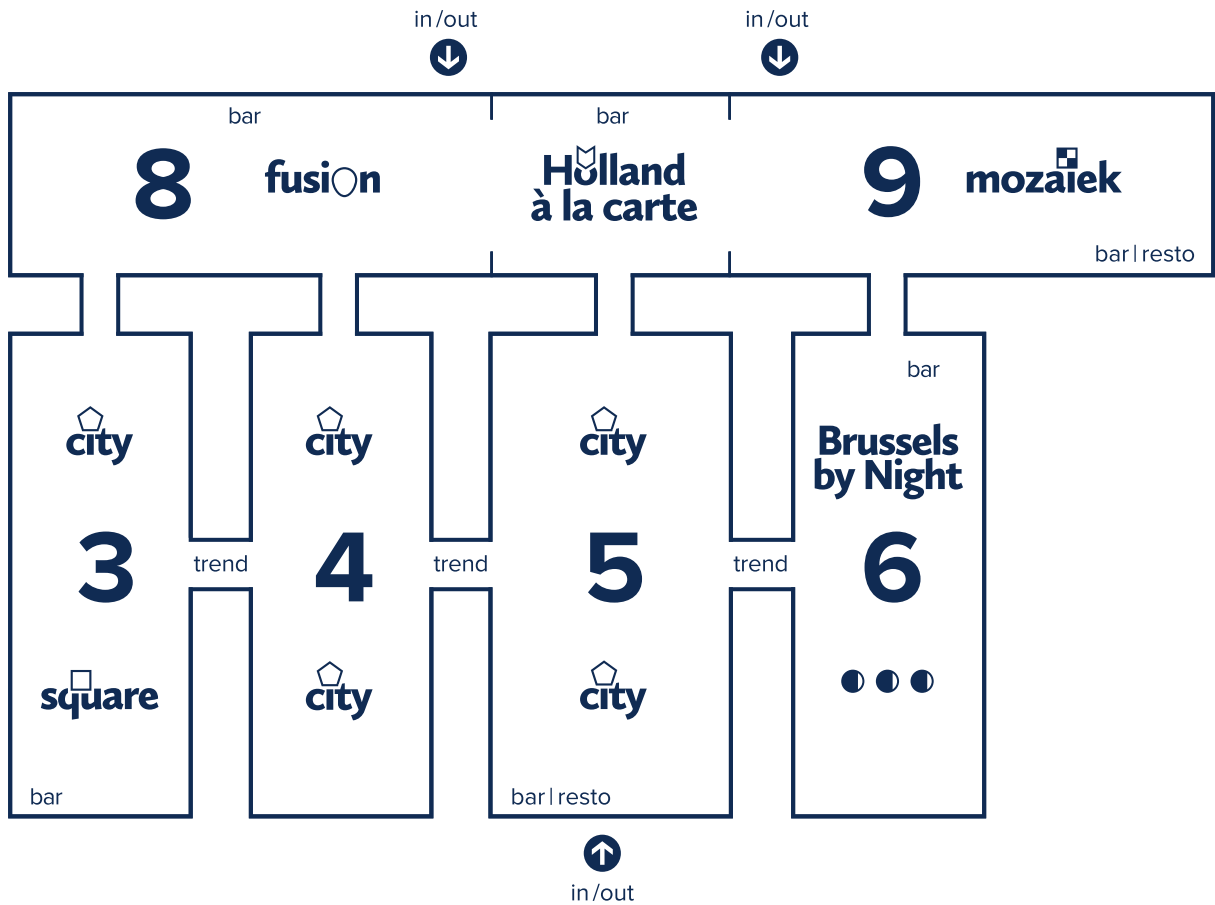 in/out
in/out
bar
bar
8
fusion
Holland
à la carte
9
mozaïek
bar|resto
bar
city
city
city
Brussels
by Night
3
trend
4
trend
5
trend
6
square
city
city
bar
bar|resto
in/out